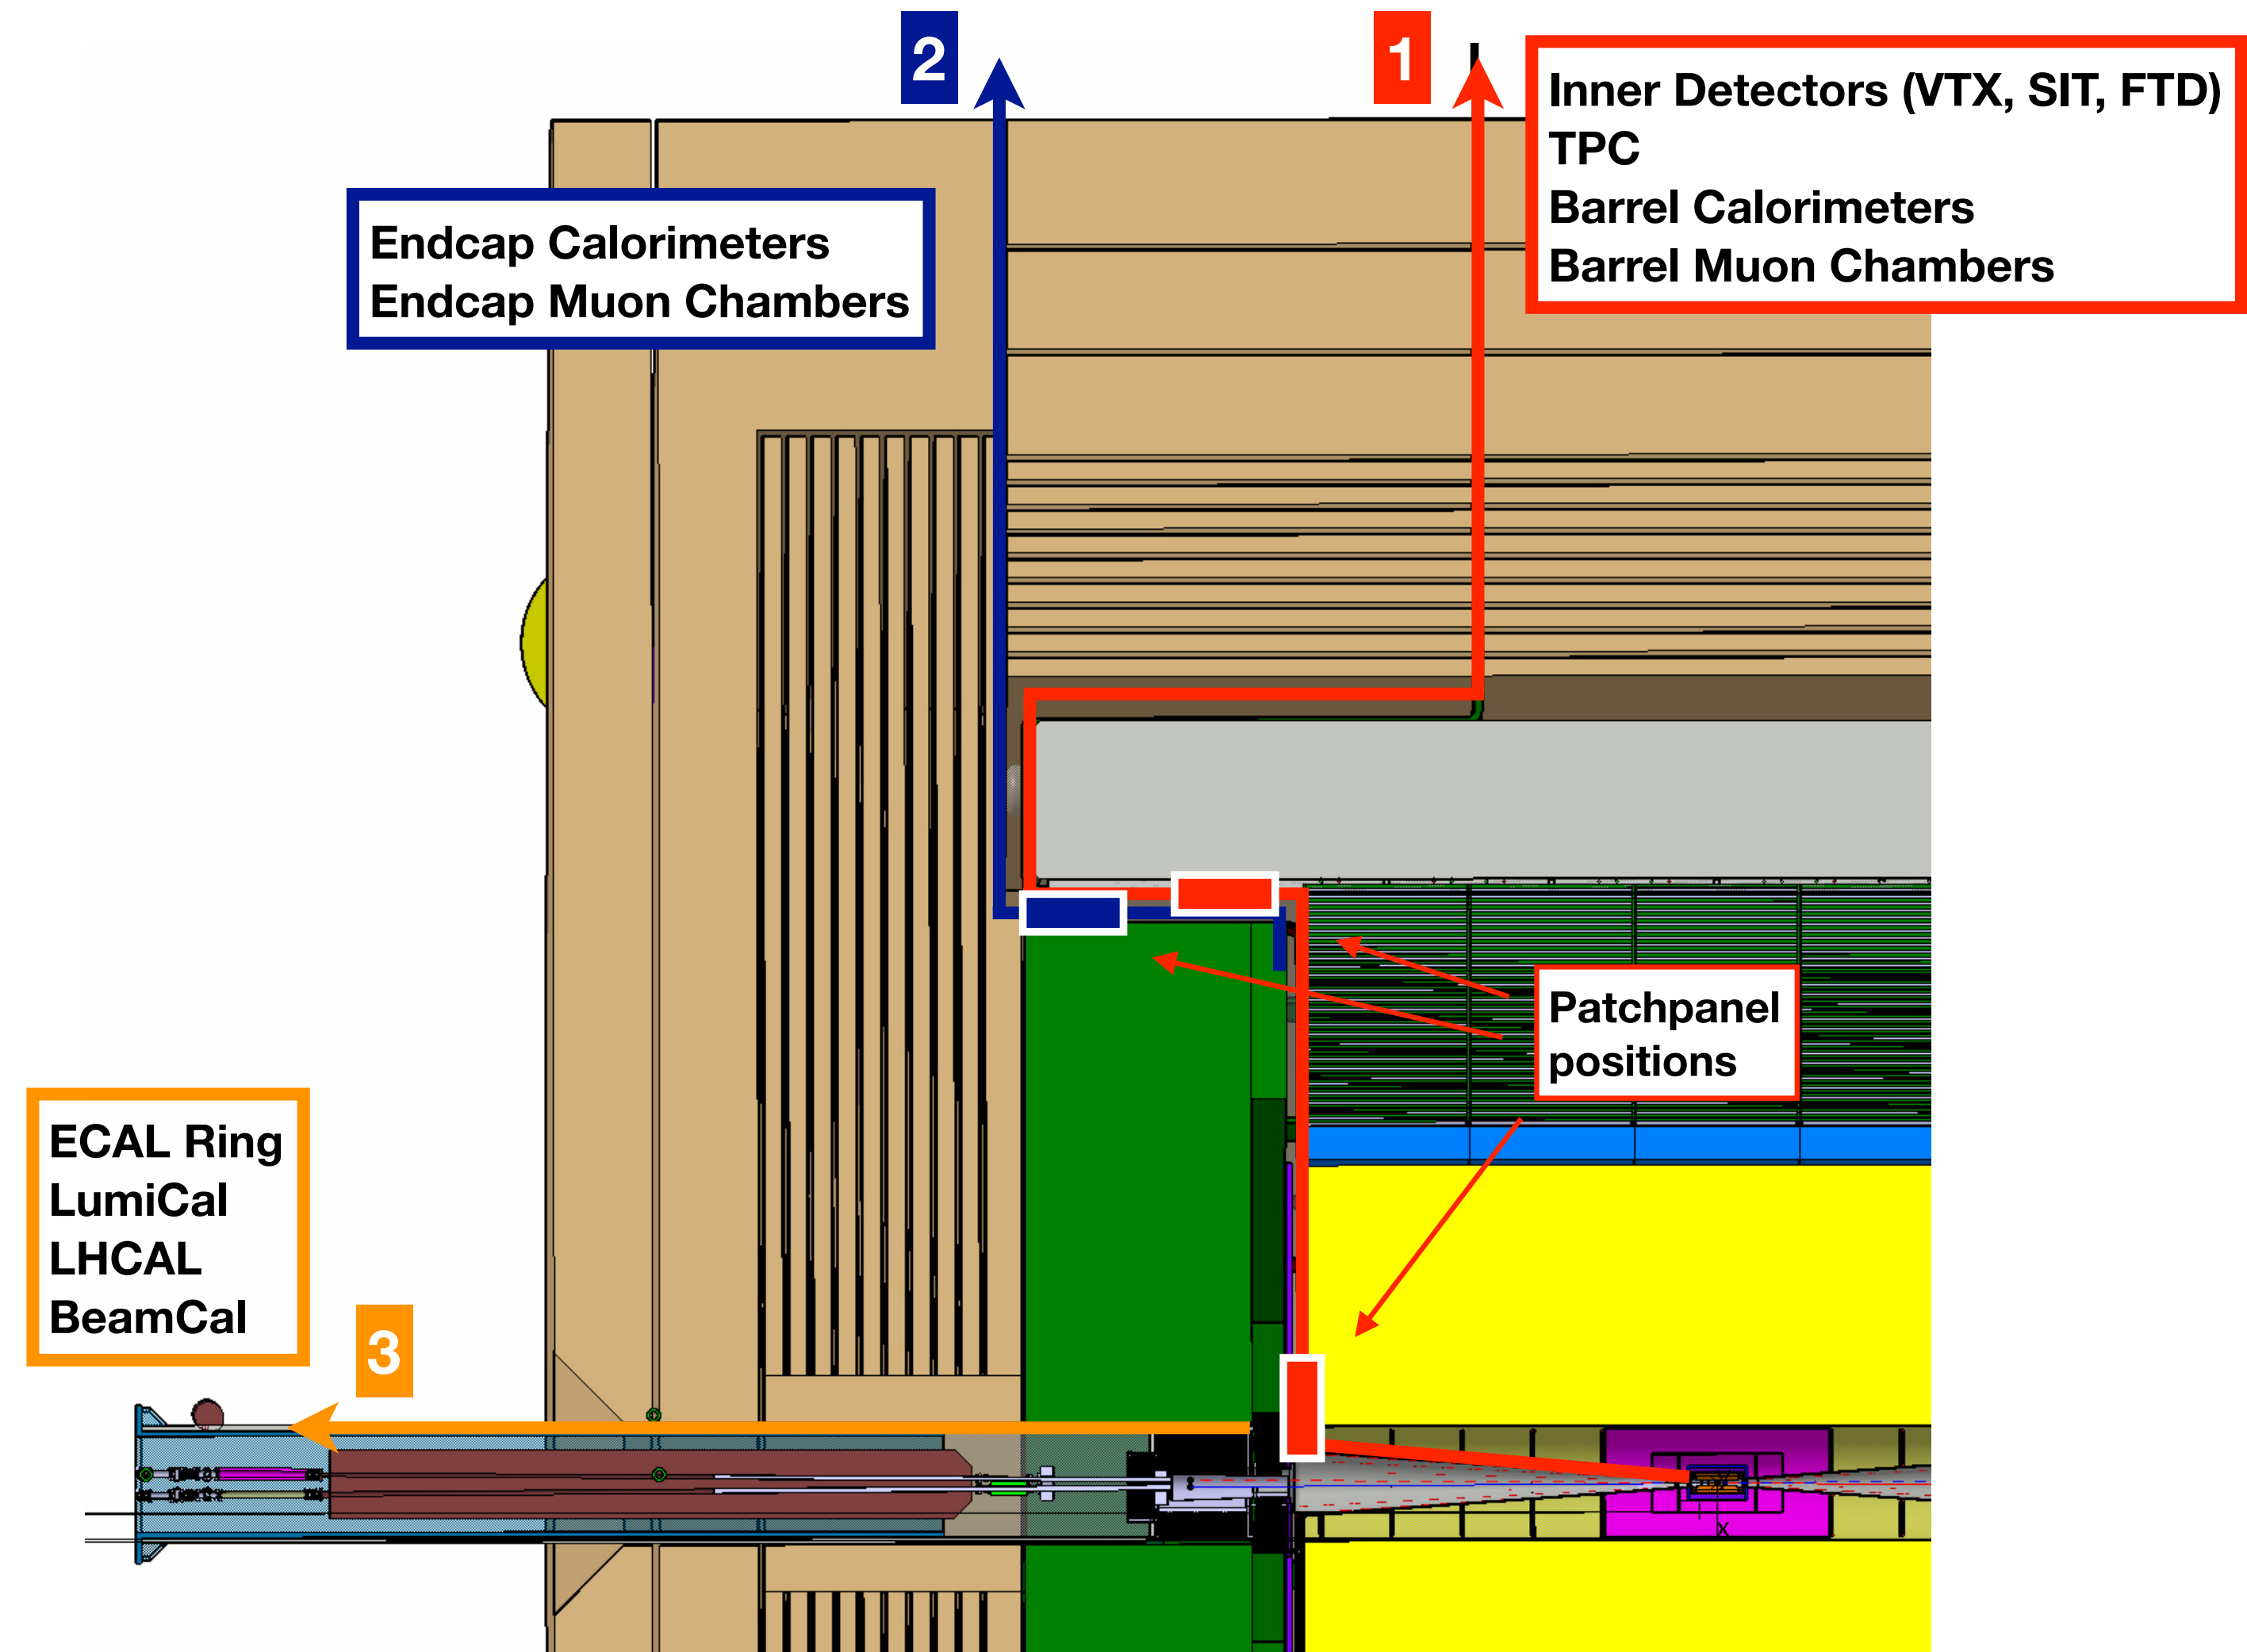 2
1
Inner Detectors (VTX, SIT, FTD)
TPC
Barrel Calorimeters
Barrel Muon Chambers
Endcap Calorimeters
Endcap Muon Chambers
Patchpanel
positions
ECAL Ring
LumiCal
LHCAL
BeamCal
3
X